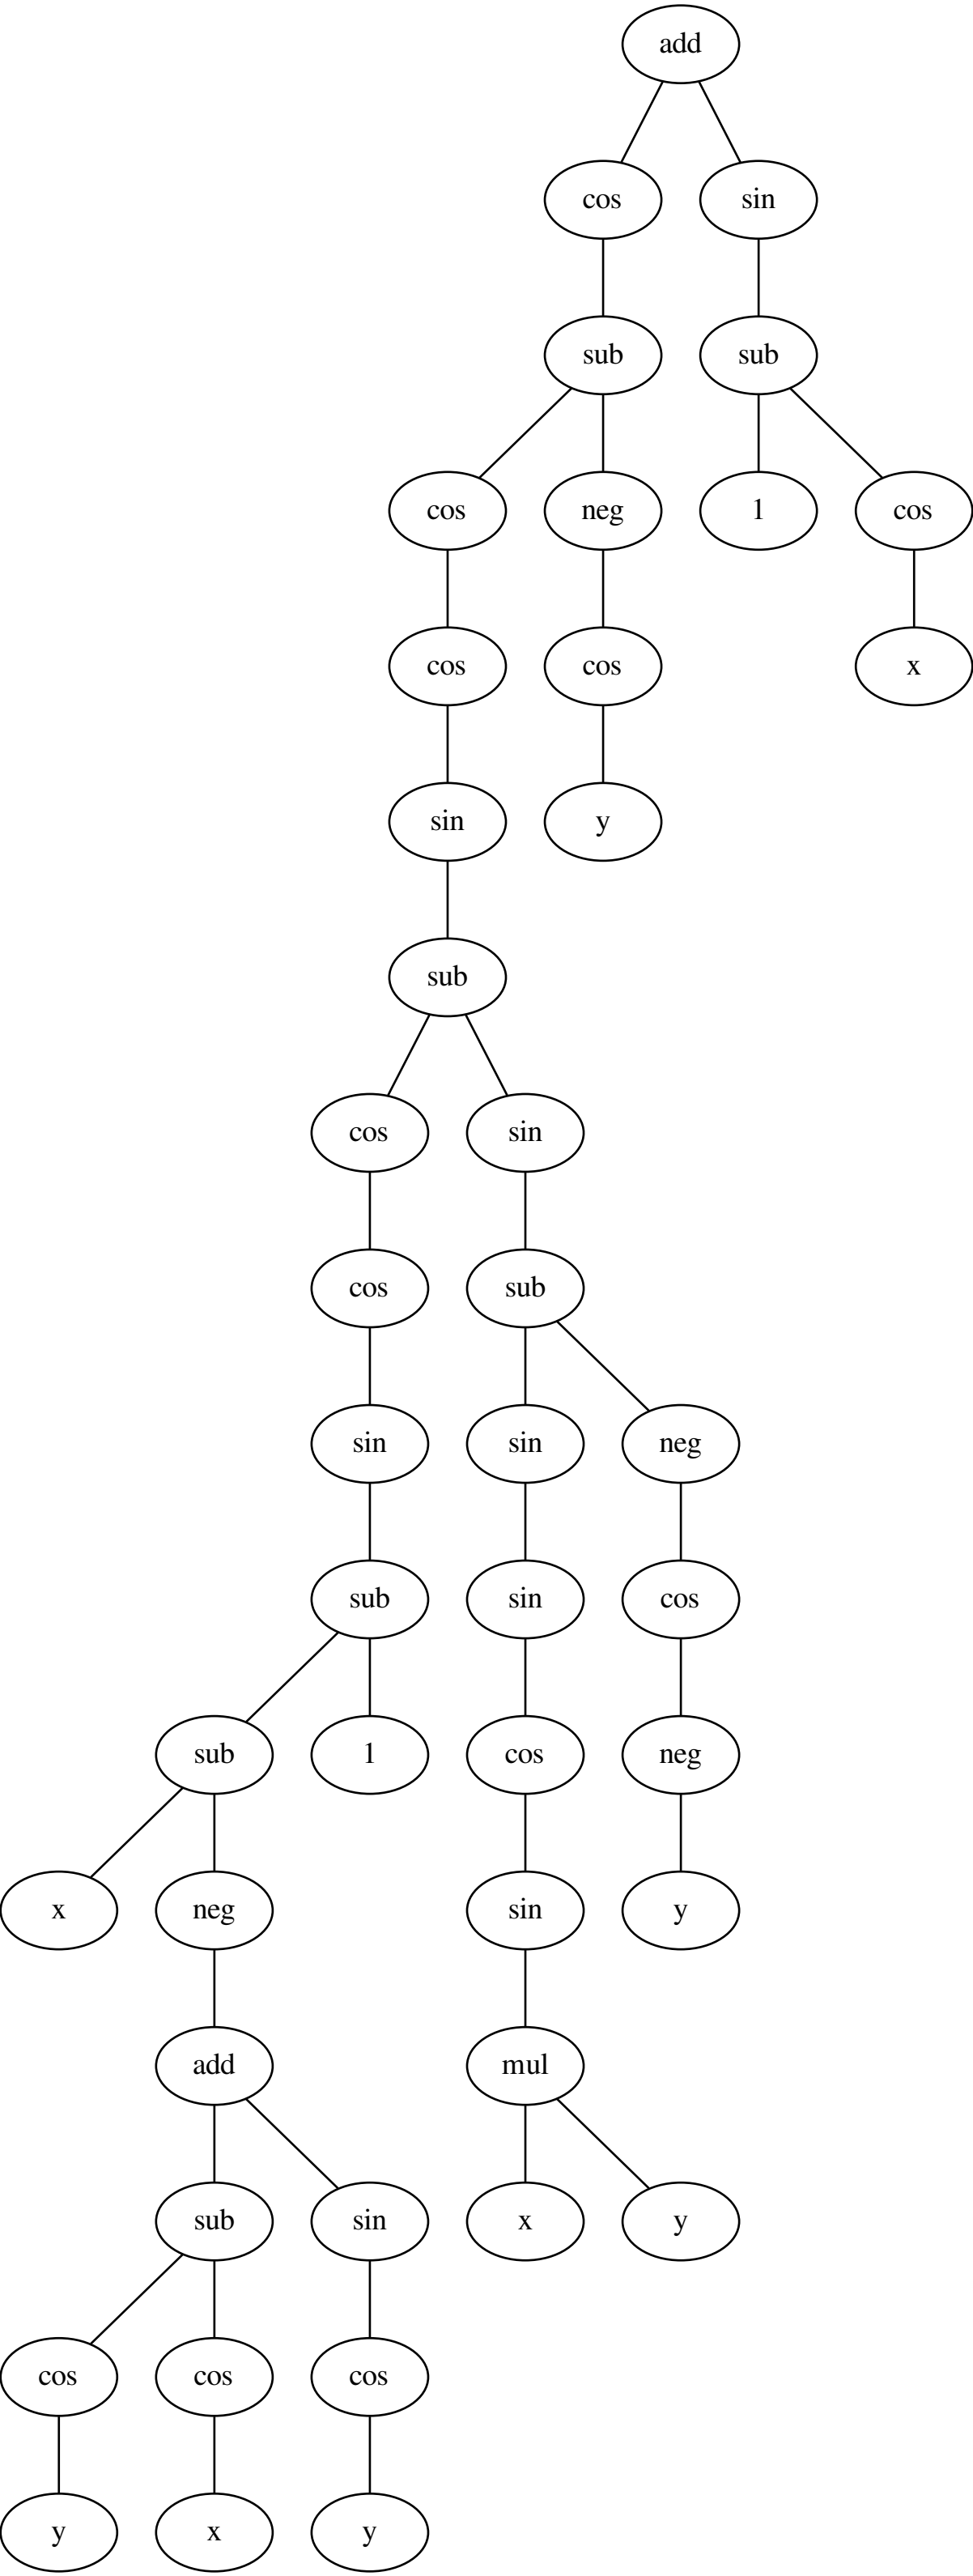 add
cos sin
sub sub
cos neg 1 cos
cos cos x
sin y
sub
cos sin
cos sub
sin sin neg
sub sin cos
sub 1 cos neg
x neg sin y
add mul
sub sin x y
cos cos cos
y x y